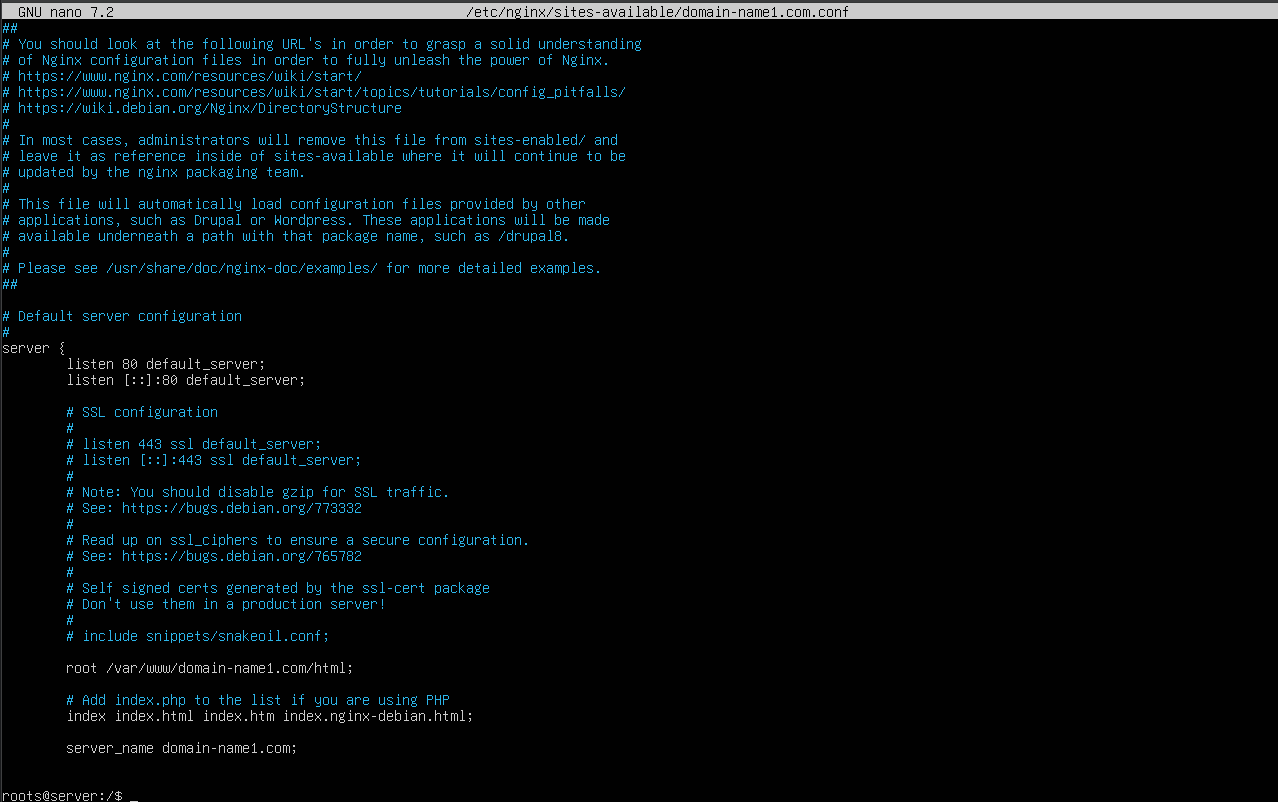 GNU nano 7.2 /etc/nginx/sites-available/domain-name1.com.conf
##
# You should look at the following URL's in order to grasp a solid understanding
# of Nginx configuration files in order to fully unleash the power of Nginx.
# https://www.nginx.com/resources/wiki/start/
# https://www.nginx.com/resources/wiki/start/topics/tutorials/config_pitfalls/
# https://wiki.debian.org/Nginx/DirectoryStructure
#
# In most cases, administrators will remove this file from sites-enabled/ and
# leave it as reference inside of sites-available where it will continue to be
# updated by the nginx packaging team.
#
# This file will automatically load configuration files provided by other
# applications, such as Drupal or Wordpress. These applications will be made
# available underneath a path with that package name, such as /drupal8.
#
# Please see /usr/share/doc/nginx-doc/examples/ for more detailed examples.
##

# Default server configuration
#
server {
        listen 80 default_server;
        listen [::]:80 default_server;

        # SSL configuration
        #
        # listen 443 ssl default_server;
        # listen [::]:443 ssl default_server;
        #
        # Note: You should disable gzip for SSL traffic.
        # See: https://bugs.debian.org/773332
        #
        # Read up on ssl_ciphers to ensure a secure configuration.
        # See: https://bugs.debian.org/765782
        #
        # Self signed certs generated by the ssl-cert package
        # Don't use them in a production server!
        #
        # include snippets/snakeoil.conf;

        root /var/www/domain-name1.com/html;

        # Add index.php to the list if you are using PHP
        index index.html index.htm index.nginx-debian.html;

        server_name domain-name1.com;

roots@server:/$ _